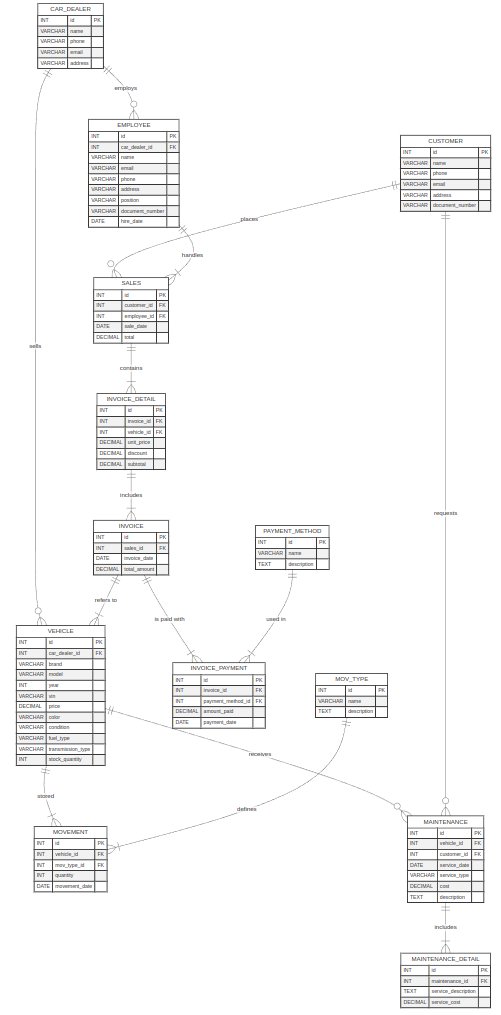 CAR_DEALER
INT id PK
VARCHAR name
VARCHAR phone
VARCHAR email
VARCHAR address
employs
EMPLOYEE
INT id PK
INT car_dealer_id FK
VARCHAR name
VARCHAR email
VARCHAR phone
VARCHAR address
VARCHAR position
VARCHAR document_number
DATE hire_date
CUSTOMER
INT id PK
VARCHAR name
VARCHAR phone
VARCHAR email
VARCHAR address
VARCHAR document_number
places
handles
SALES
INT id PK
INT customer_id FK
INT employee_id FK
DATE sale_date
DECIMAL total
sells
contains
INVOICE_DETAIL
INT id PK
INT invoice_id FK
INT vehicle_id FK
DECIMAL unit_price
DECIMAL discount
DECIMAL subtotal
includes
requests
INVOICE
INT id PK
INT sales_id FK
DATE invoice_date
DECIMAL total_amount
PAYMENT_METHOD
INT id PK
VARCHAR name
TEXT description
refers to
is paid with
used in
VEHICLE
INT id PK
INT car_dealer_id FK
VARCHAR brand
VARCHAR model
INT year
VARCHAR vin
DECIMAL price
VARCHAR color
VARCHAR condition
VARCHAR fuel_type
VARCHAR transmission_type
INT stock_quantity
INVOICE_PAYMENT
INT id PK
INT invoice_id FK
INT payment_method_id FK
DECIMAL amount_paid
DATE payment_date
MOV_TYPE
INT id PK
VARCHAR name
TEXT description
receives
stored
defines
MOVEMENT
INT id PK
INT vehicle_id FK
INT mov_type_id FK
INT quantity
DATE movement_date
MAINTENANCE
INT id PK
INT vehicle_id FK
INT customer_id FK
DATE service_date
VARCHAR service_type
DECIMAL cost
TEXT description
includes
MAINTENANCE_DETAIL
INT id PK
INT maintenance_id FK
TEXT service_description
DECIMAL service_cost